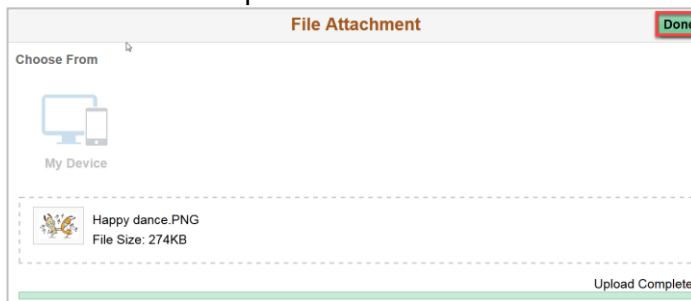 File Attachment
Done
Choose From
My Device
Happy dance.PNG
File Size: 274KB
Upload Complete